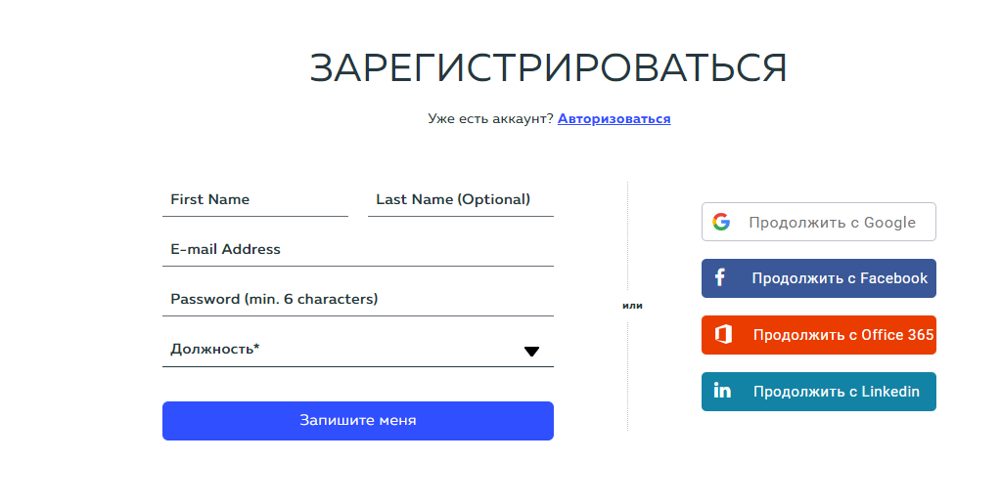 ЗАРЕГИСТРИРОВАТЬСЯ
Уже есть аккаунт? Авторизоваться
First Name
Last Name (Optional)
E-mail Address
Password (min. 6 characters)
Должность*
Запишите меня
или
Продолжить с Google
Продолжить с Facebook
Продолжить с Office 365
Продолжить с Linkedin